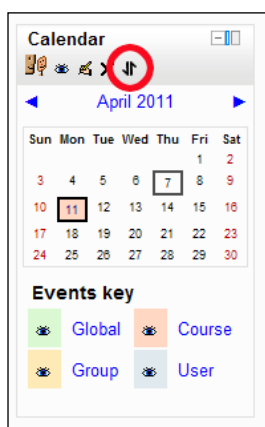 Calendar
April 2011
Sun Mon Tue Wed Thu Fri Sat
1 2
3 4 5 6 7 8 9
10 11 12 13 14 15 16
17 18 19 20 21 22 23
24 25 26 27 28 29 30
Events key
Global Course
Group User